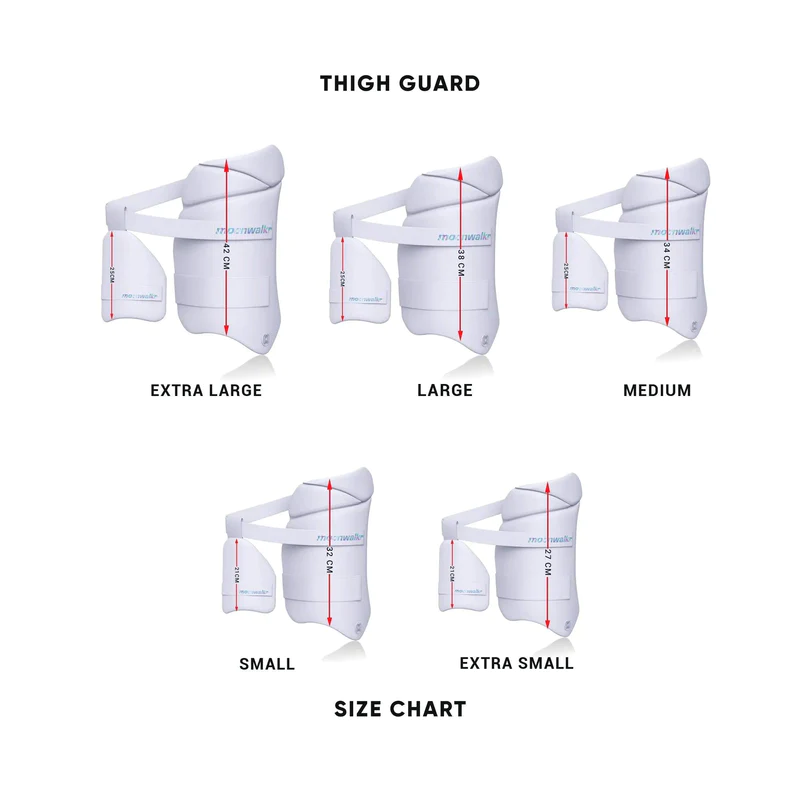 THIGH GUARD
moonwalkr
42 CM
25CM
moonwalkr
EXTRA LARGE
moonwalkr
38 CM
25CM
moonwalkr
LARGE
moonwalkr
34 CM
25CM
moonwalkr
MEDIUM
moonwalkr
32 CM
21CM
moonwalkr
SMALL
moonwalkr
27 CM
21CM
moonwalkr
EXTRA SMALL
SIZE CHART